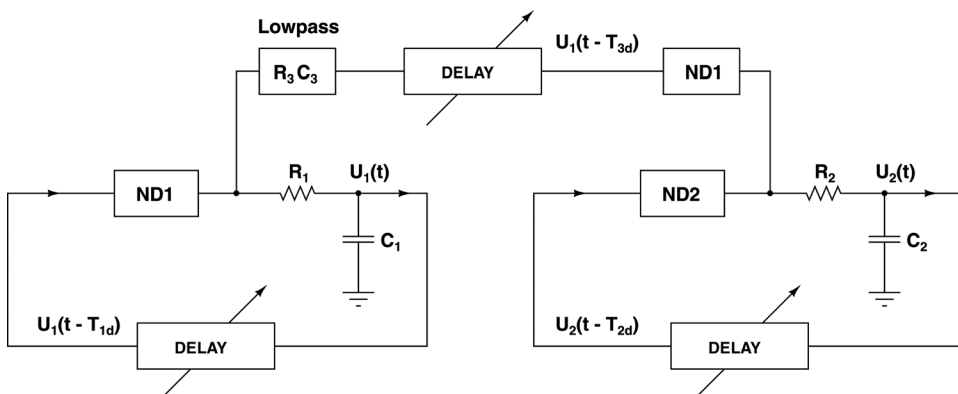 Lowpass
R₃C₃
DELAY
U₁(t - T₃d)
ND1
ND1
R₁
U₁(t)
C₁
U₁(t - T₁d)
DELAY
ND2
R₂
U₂(t)
C₂
U₂(t - T₂d)
DELAY